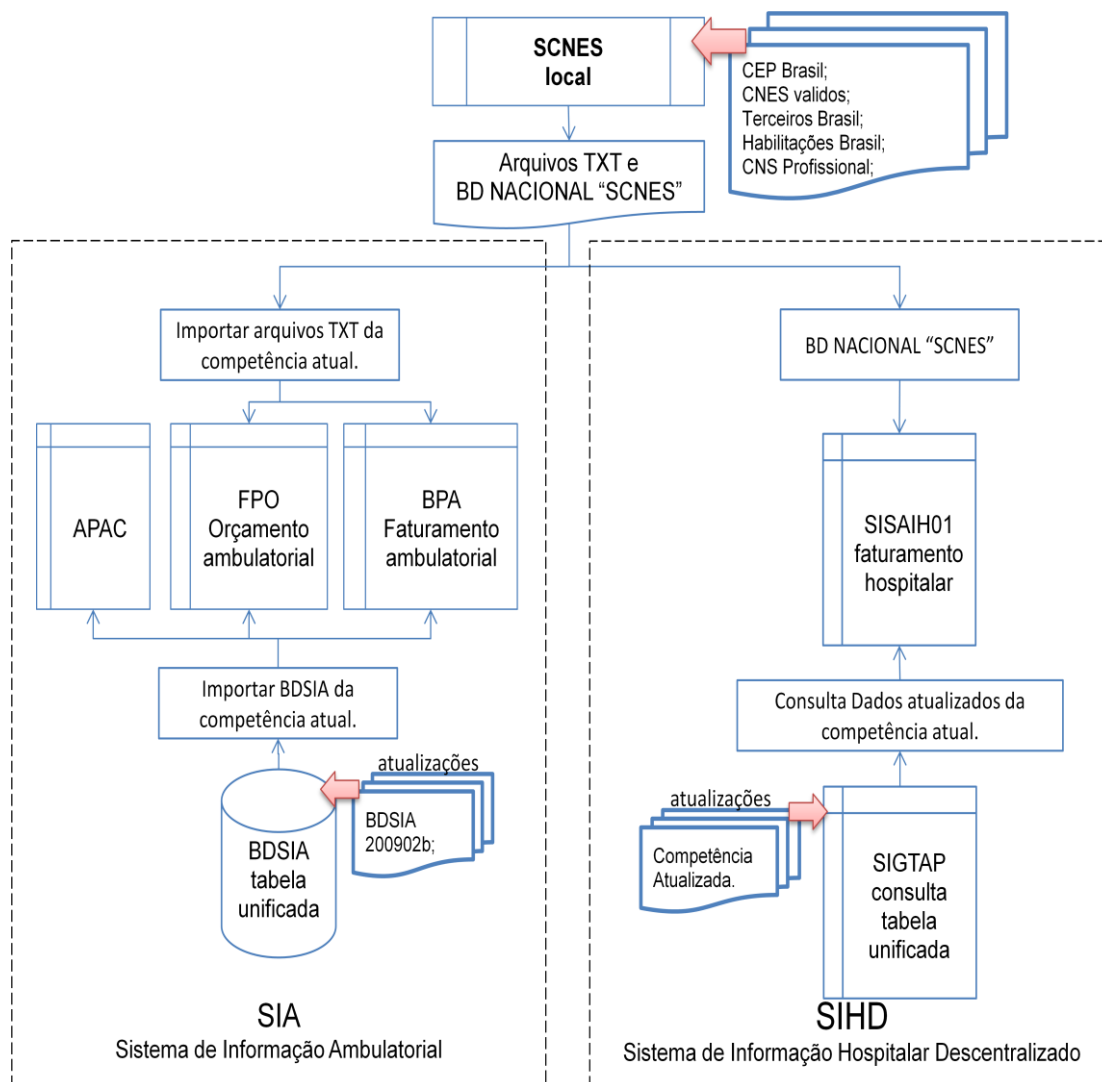 SCNES
local
CEP Brasil;
CNES validos;
Terceiros Brasil;
Habilitações Brasil;
CNS Profissional;
Arquivos TXT e
BD NACIONAL “SCNES”
Importar arquivos TXT da
competência atual.
APAC
FPO
Orçamento
ambulatorial
BPA
Faturamento
ambulatorial
Importar BDSIA da
competência atual.
atualizações
BDSIA
200902b;
BDSIA
tabela
unificada
SIA
Sistema de Informação Ambulatorial
BD NACIONAL “SCNES”
SISAIH01
faturamento
hospitalar
Consulta Dados atualizados da
competência atual.
atualizações
Competência
Atualizada.
SIGTAP
consulta
tabela
unificada
SIHD
Sistema de Informação Hospitalar Descentralizado